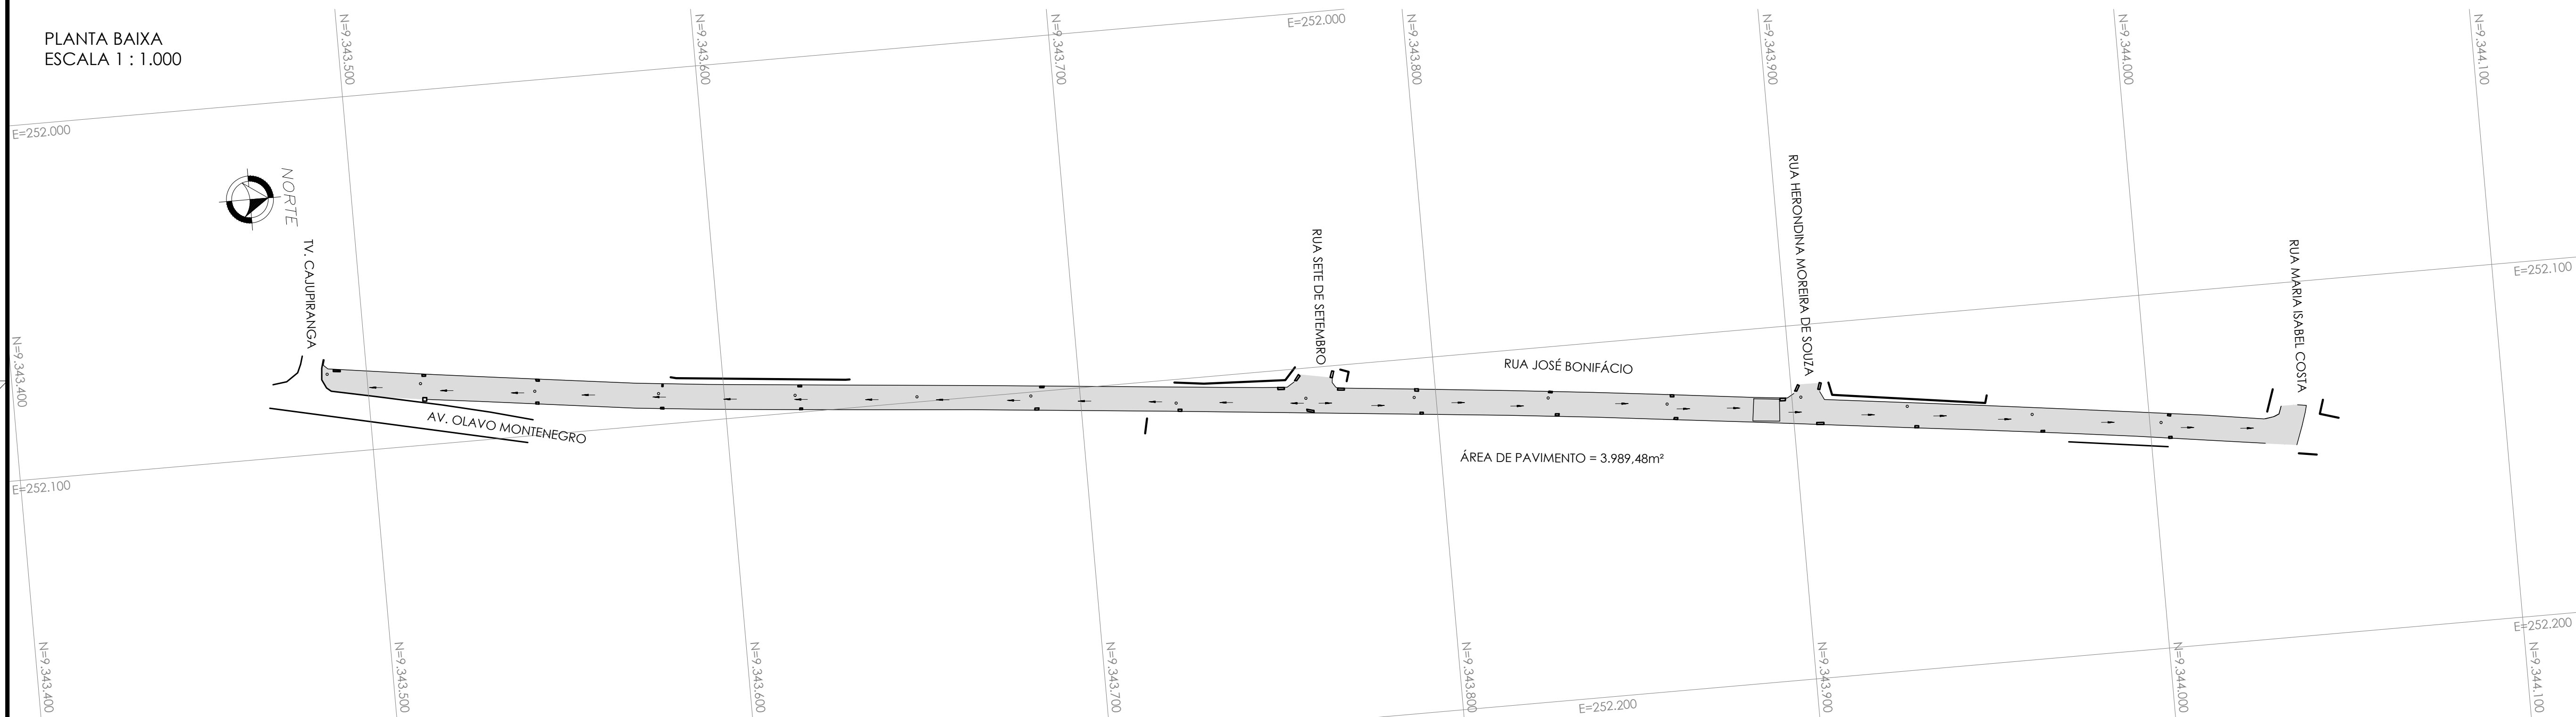 PLANTA BAIXA
ESCALA 1 : 1.000
N=9.343.500
N=9.343.600
N=9.343.700
E=252.000
N=9.343.800
N=9.343.900
N=9.344.000
N=9.344.100
E=252.000
NORTE
TV. CAJUPIRANGA
RUA SETE DE SETEMBRO
RUA HERONDINA MOREIRA DE SOUZA
RUA MARIA ISABEL COSTA
E=252.100
N=9.343.400
RUA JOSÉ BONIFÁCIO
AV. OLAVO MONTENEGRO
ÁREA DE PAVIMENTO = 3.989,48m²
E=252.100
E=252.200
N=9.343.400
N=9.343.500
N=9.343.600
N=9.343.700
N=9.343.800
E=252.200
N=9.343.900
N=9.344.000
N=9.344.100